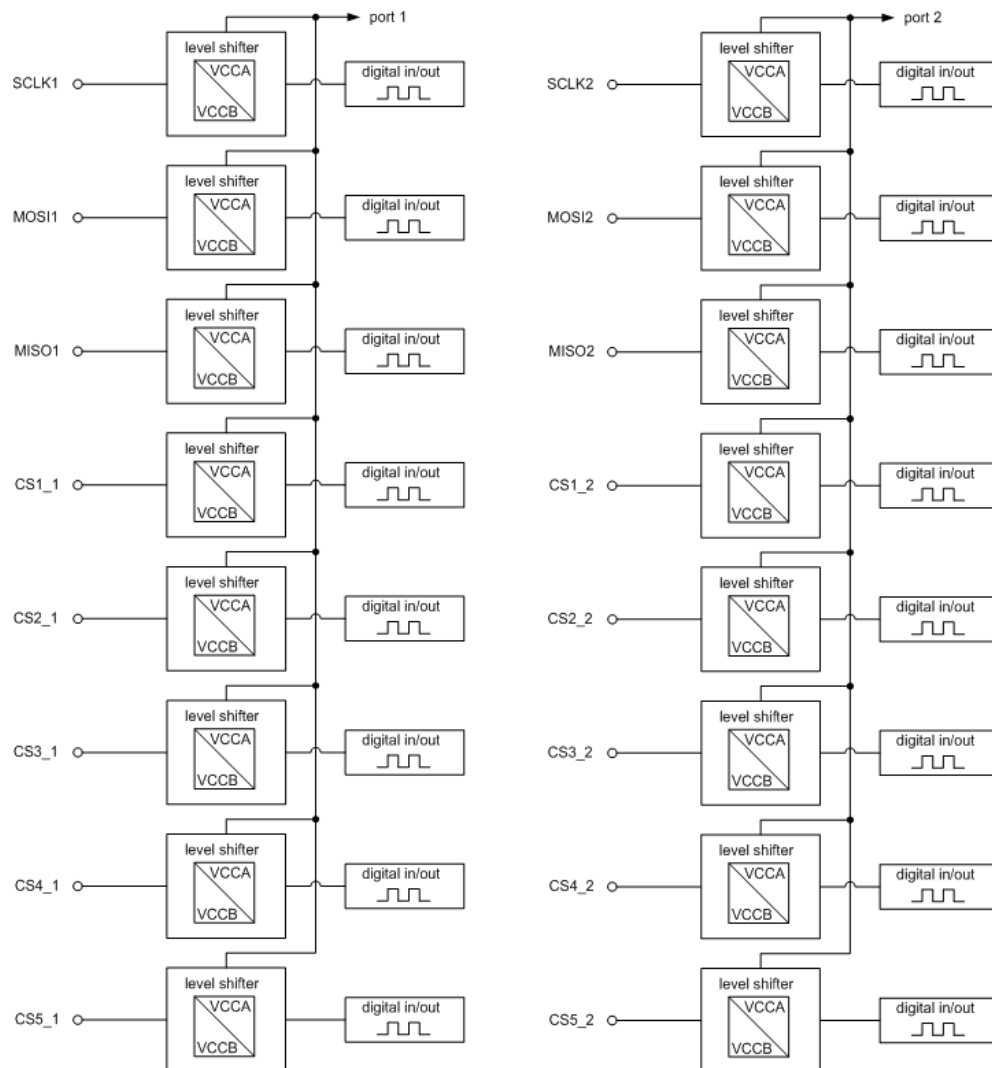 port 1
level shifter
VCCA
SCLK1
digital in/out
VCCB
level shifter
VCCA
MOSI1
digital in/out
VCCB
level shifter
VCCA
MISO1
digital in/out
VCCB
level shifter
VCCA
CS1_1
digital in/out
VCCB
level shifter
VCCA
CS2_1
digital in/out
VCCB
level shifter
VCCA
CS3_1
digital in/out
VCCB
level shifter
VCCA
CS4_1
digital in/out
VCCB
level shifter
VCCA
CS5_1
digital in/out
VCCB
port 2
level shifter
VCCA
SCLK2
digital in/out
VCCB
level shifter
VCCA
MOSI2
digital in/out
VCCB
level shifter
VCCA
MISO2
digital in/out
VCCB
level shifter
VCCA
CS1_2
digital in/out
VCCB
level shifter
VCCA
CS2_2
digital in/out
VCCB
level shifter
VCCA
CS3_2
digital in/out
VCCB
level shifter
VCCA
CS4_2
digital in/out
VCCB
level shifter
VCCA
CS5_2
digital in/out
VCCB